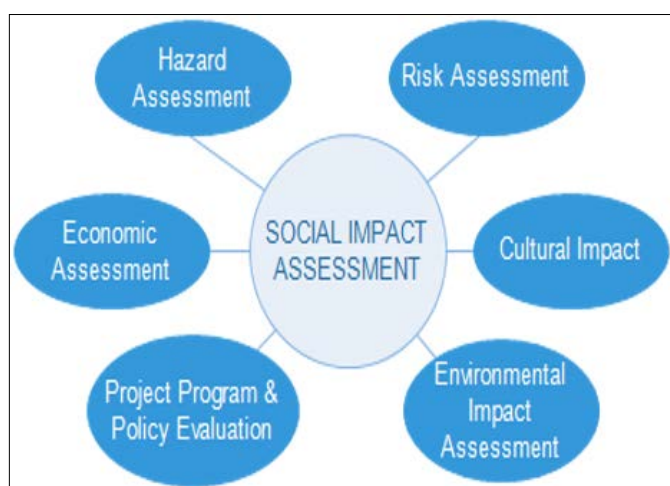 Hazard
Assessment
Risk Assessment
Economic
Assessment
SOCIAL IMPACT
ASSESSMENT
Cultural Impact
Project Program &
Policy Evaluation
Environmental
Impact
Assessment